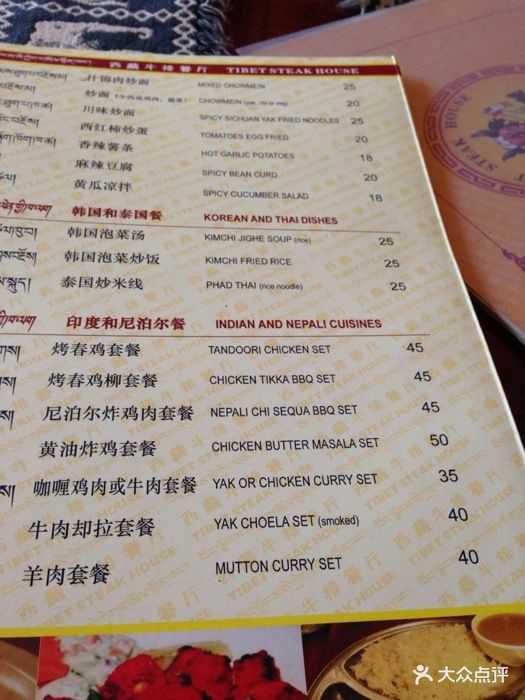 西藏牛排餐厅 TIBET STEAK HOUSE
什锦肉炒面 MIXED CHOWMEIN 25
炒面 CHOWMEIN 20
川味炒面 SPICY SICHUAN YAK FRIED NOODLES 25
西红柿炒蛋 TOMATOES EGG FRIED 20
香辣薯条 HOT GARLIC POTATOES 18
麻辣豆腐 SPICY BEAN CURD 20
黄瓜凉拌 SPICY CUCUMBER SALAD 18
韩国和泰国餐 KOREAN AND THAI DISHES
韩国泡菜汤 KIMCHI JIGHE SOUP (rice) 25
韩国泡菜炒饭 KIMCHI FRIED RICE 25
泰国炒米线 PHAD THAI (rice noodle) 25
印度和尼泊尔餐 INDIAN AND NEPALI CUISINES
烤春鸡套餐 TANDOORI CHICKEN SET 45
烤春鸡柳套餐 CHICKEN TIKKA BBQ SET 45
尼泊尔炸鸡肉套餐 NEPALI CHI SEQUA BBQ SET 45
黄油炸鸡套餐 CHICKEN BUTTER MASALA SET 50
咖喱鸡肉或牛肉套餐 YAK OR CHICKEN CURRY SET 35
牛肉却拉套餐 YAK CHOELA SET (smoked) 40
羊肉套餐 MUTTON CURRY SET 40
STEAK HOUSE
大众点评